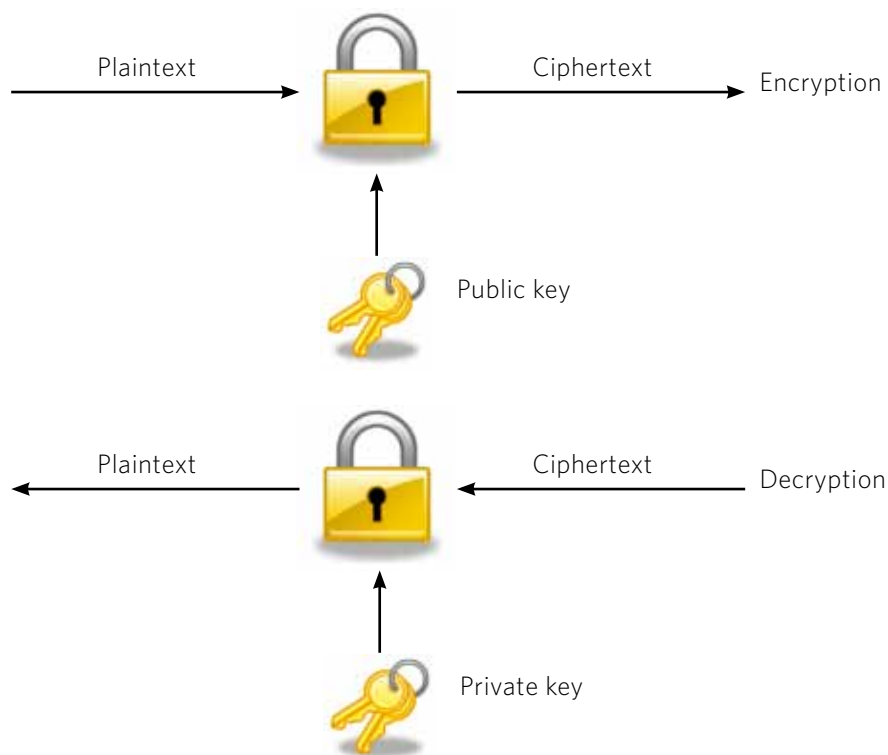 Plaintext
Ciphertext
Encryption
Public key
Plaintext
Ciphertext
Decryption
Private key